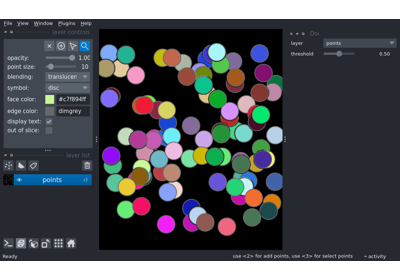 File View Window Plugins Help
layer controls
opacity: 1.00
point size: 10
blending: translucen
symbol: disc
face color: #c7f894ff
edge color: dimgrey
display text:
out of slice:
layer list
points
layer points
threshold 0.50
Ready
use <2> for add points, use <3> for select points
activity